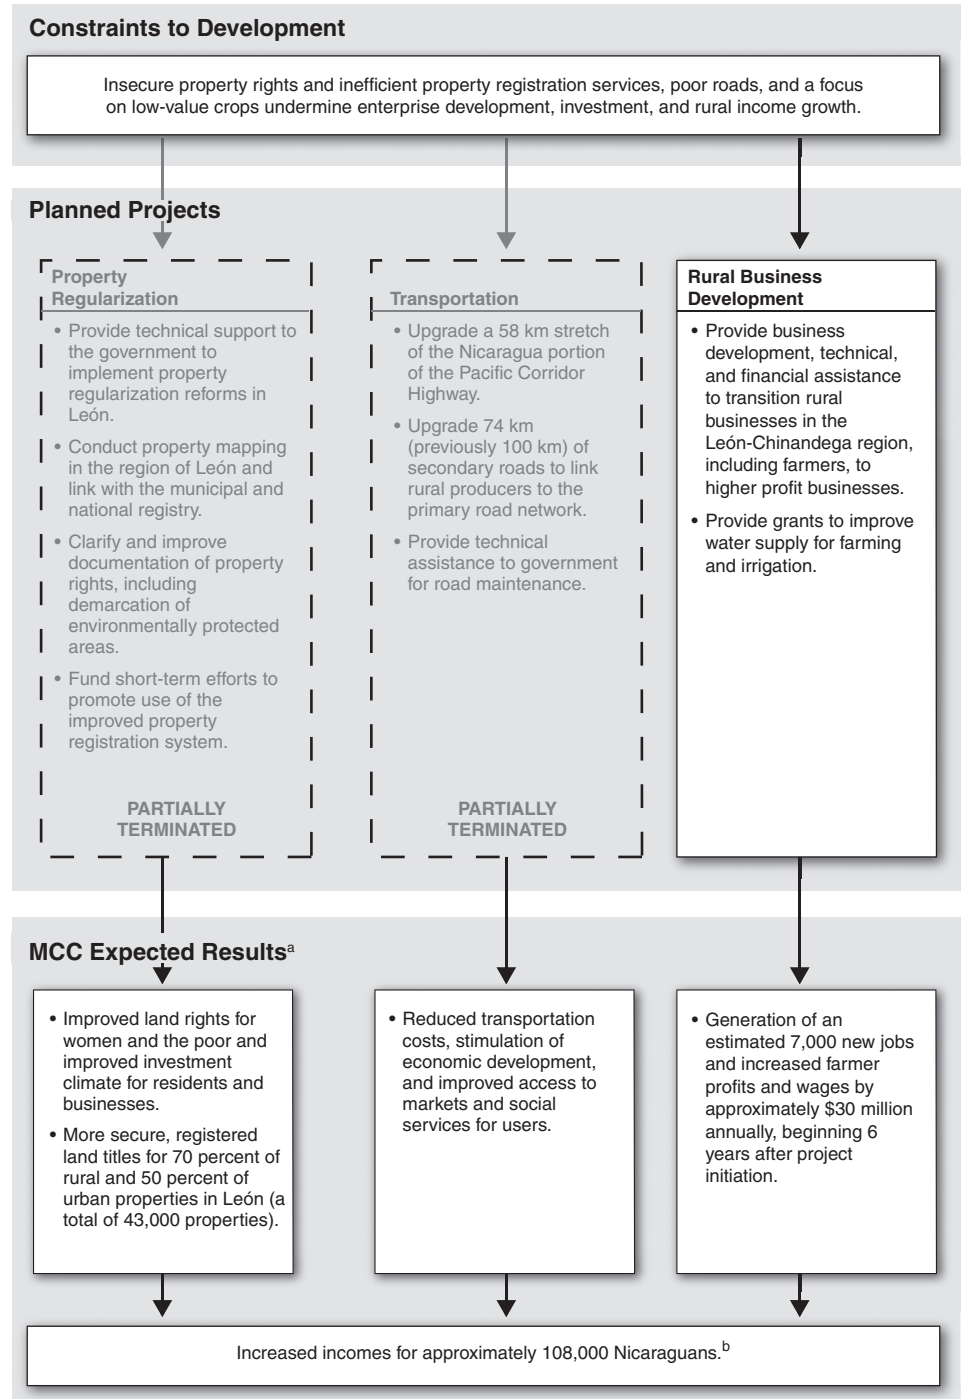 Constraints to Development
Insecure property rights and inefficient property registration services, poor roads, and a focus
on low-value crops undermine enterprise development, investment, and rural income growth.
Planned Projects
Property
Regularization
• Provide technical support to
the government to
implement property
regularization reforms in
León.
• Conduct property mapping
in the region of León and
link with the municipal and
national registry.
• Clarify and improve
documentation of property
rights, including
demarcation of
environmentally protected
areas.
• Fund short-term efforts to
promote use of the
improved property
registration system.
PARTIALLY
TERMINATED
Transportation
• Upgrade a 58 km stretch
of the Nicaragua portion
of the Pacific Corridor
Highway.
• Upgrade 74 km
(previously 100 km) of
secondary roads to link
rural producers to the
primary road network.
• Provide technical
assistance to government
for road maintenance.
PARTIALLY
TERMINATED
Rural Business
Development
• Provide business
development, technical,
and financial assistance
to transition rural
businesses in the
León-Chinandega region,
including farmers, to
higher profit businesses.
• Provide grants to improve
water supply for farming
and irrigation.
MCC Expected Resultsa
• Improved land rights for
women and the poor and
improved investment
climate for residents and
businesses.
• More secure, registered
land titles for 70 percent of
rural and 50 percent of
urban properties in León (a
total of 43,000 properties).
• Reduced transportation
costs, stimulation of
economic development,
and improved access to
markets and social
services for users.
• Generation of an
estimated 7,000 new jobs
and increased farmer
profits and wages by
approximately $30 million
annually, beginning 6
years after project
initiation.
Increased incomes for approximately 108,000 Nicaraguans.b